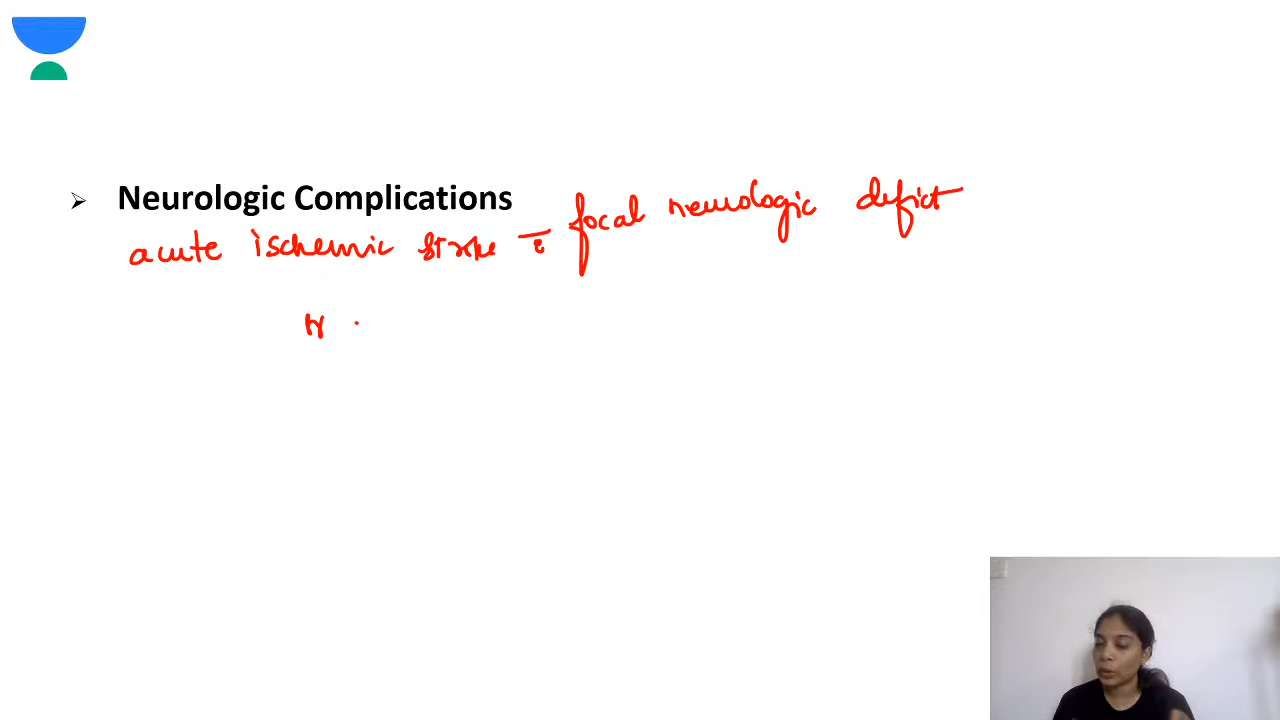 Neurologic Complications
acute ischemic stroke c̄ focal neurologic deficit